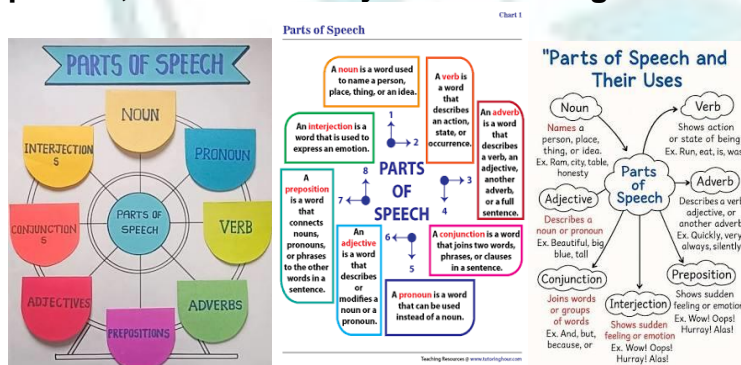 PARTS OF SPEECH
NOUN
PRONOUN
VERB
ADVERBS
PREPOSITIONS
ADJECTIVES
CONJUNCTION
S
INTERJECTION
S
PARTS OF
SPEECH
Chart 1
Parts of Speech
A noun is a word used
to name a person,
place, thing, or an idea.
A verb is
a word
that
describes
an action,
state, or
occurrence.
An adverb
is a word
that
describes
a verb, an
adjective,
another
adverb,
or a full
sentence.
A conjunction is a word
that joins two words,
phrases, or clauses
in a sentence.
A pronoun is a word
that can be used
instead of a noun.
An
adjective
is a word
that
describes
or
modifies a
noun or a
pronoun.
A
preposition
is a word
that
connects
nouns,
pronouns,
or phrases
to the other
words in a
sentence.
An interjection is a
word that is used to
express an emotion.
1
2
3
4
5
6
7
8
PARTS
OF
SPEECH
Teaching Resources @ www.tutoringhour.com
"Parts of Speech and
Their Uses
Noun
Names a
person, place,
thing, or idea.
Ex. Ram, city, table,
honesty
Verb
Shows action
or state of being
Ex. Run, eat, is, was
Parts
of
Speech
Adjective
Describes a
noun or pronoun
Ex. Beautiful, big
blue, tall
Adverb
Describes a verb
adjective, or
another adverb
Ex. Quickly, very
always, silently
Conjunction
Joins words
or groups
of words
Ex. And, but,
because, or
Interjection
Shows sudden
feeling or emotion
Ex. Wow! Oops!
Hurray! Alas!
Preposition
Shows sudden
feeling or emotion
Ex. Wow! Oops!
Hurray! Alas!